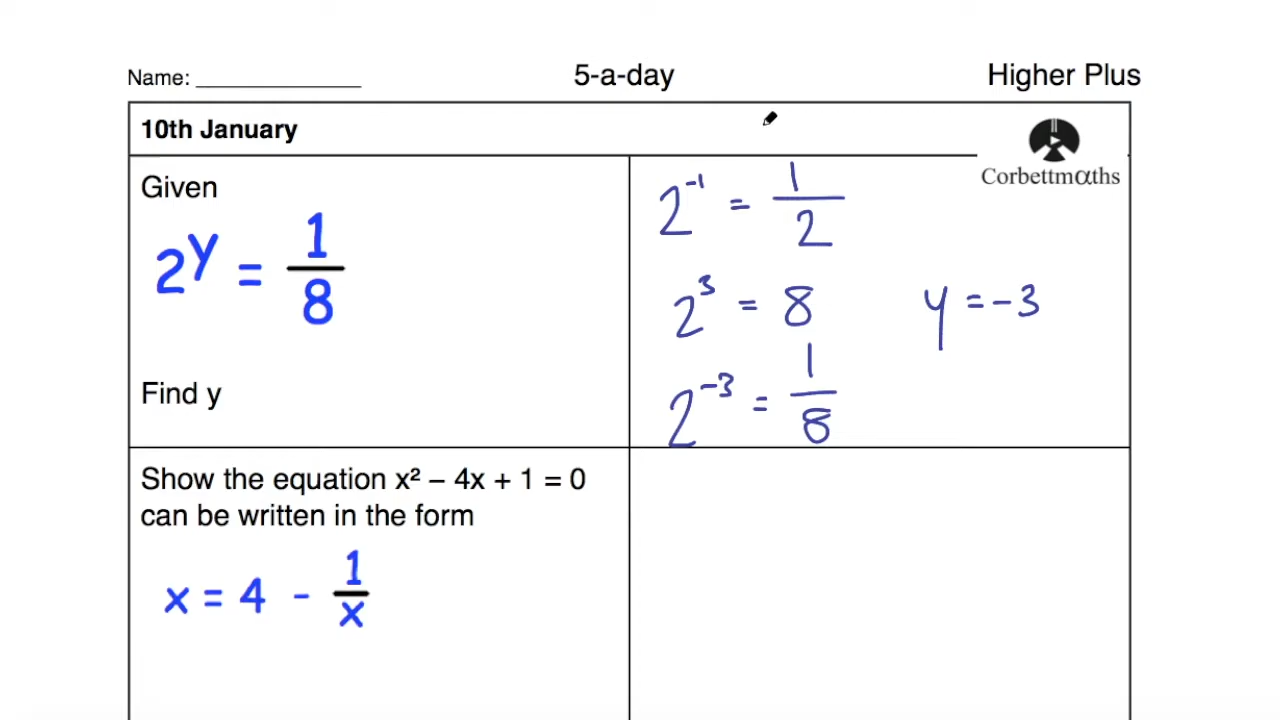 Name: ______________ 5-a-day Higher Plus
10th January
Corbettmαths
Given
2^y = 1/8
Find y
2^-1 = 1/2
2^3 = 8 y = -3
2^-3 = 1/8
Show the equation x² – 4x + 1 = 0
can be written in the form
x = 4 - 1/x